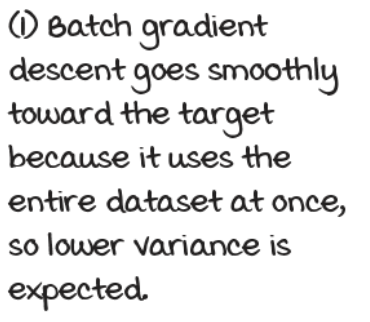 (1) Batch gradient
descent goes smoothly
toward the target
because it uses the
entire dataset at once,
so lower variance is
expected.